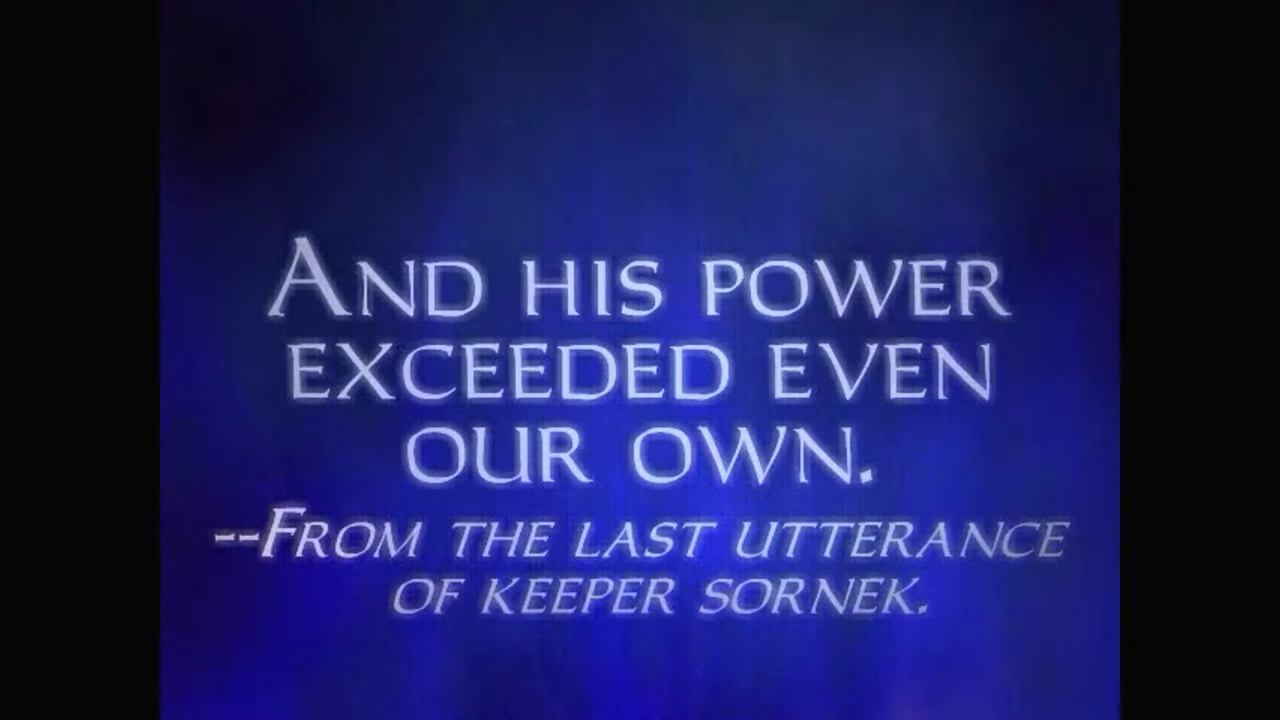 AND HIS POWER
EXCEEDED EVEN
OUR OWN.
--FROM THE LAST UTTERANCE
OF KEEPER SORNEK.